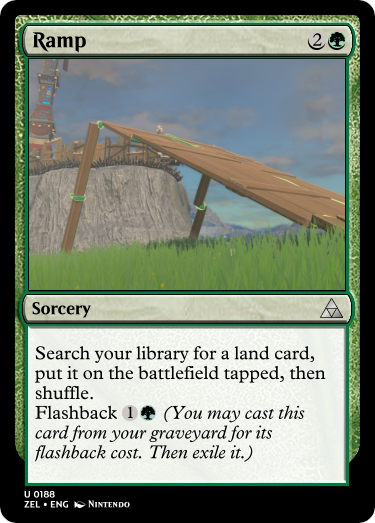 Ramp 2
Sorcery
Search your library for a land card,
put it on the battlefield tapped, then
shuffle.
Flashback 1 (You may cast this
card from your graveyard for its
flashback cost. Then exile it.)
U 0188
ZEL • ENG Nintendo